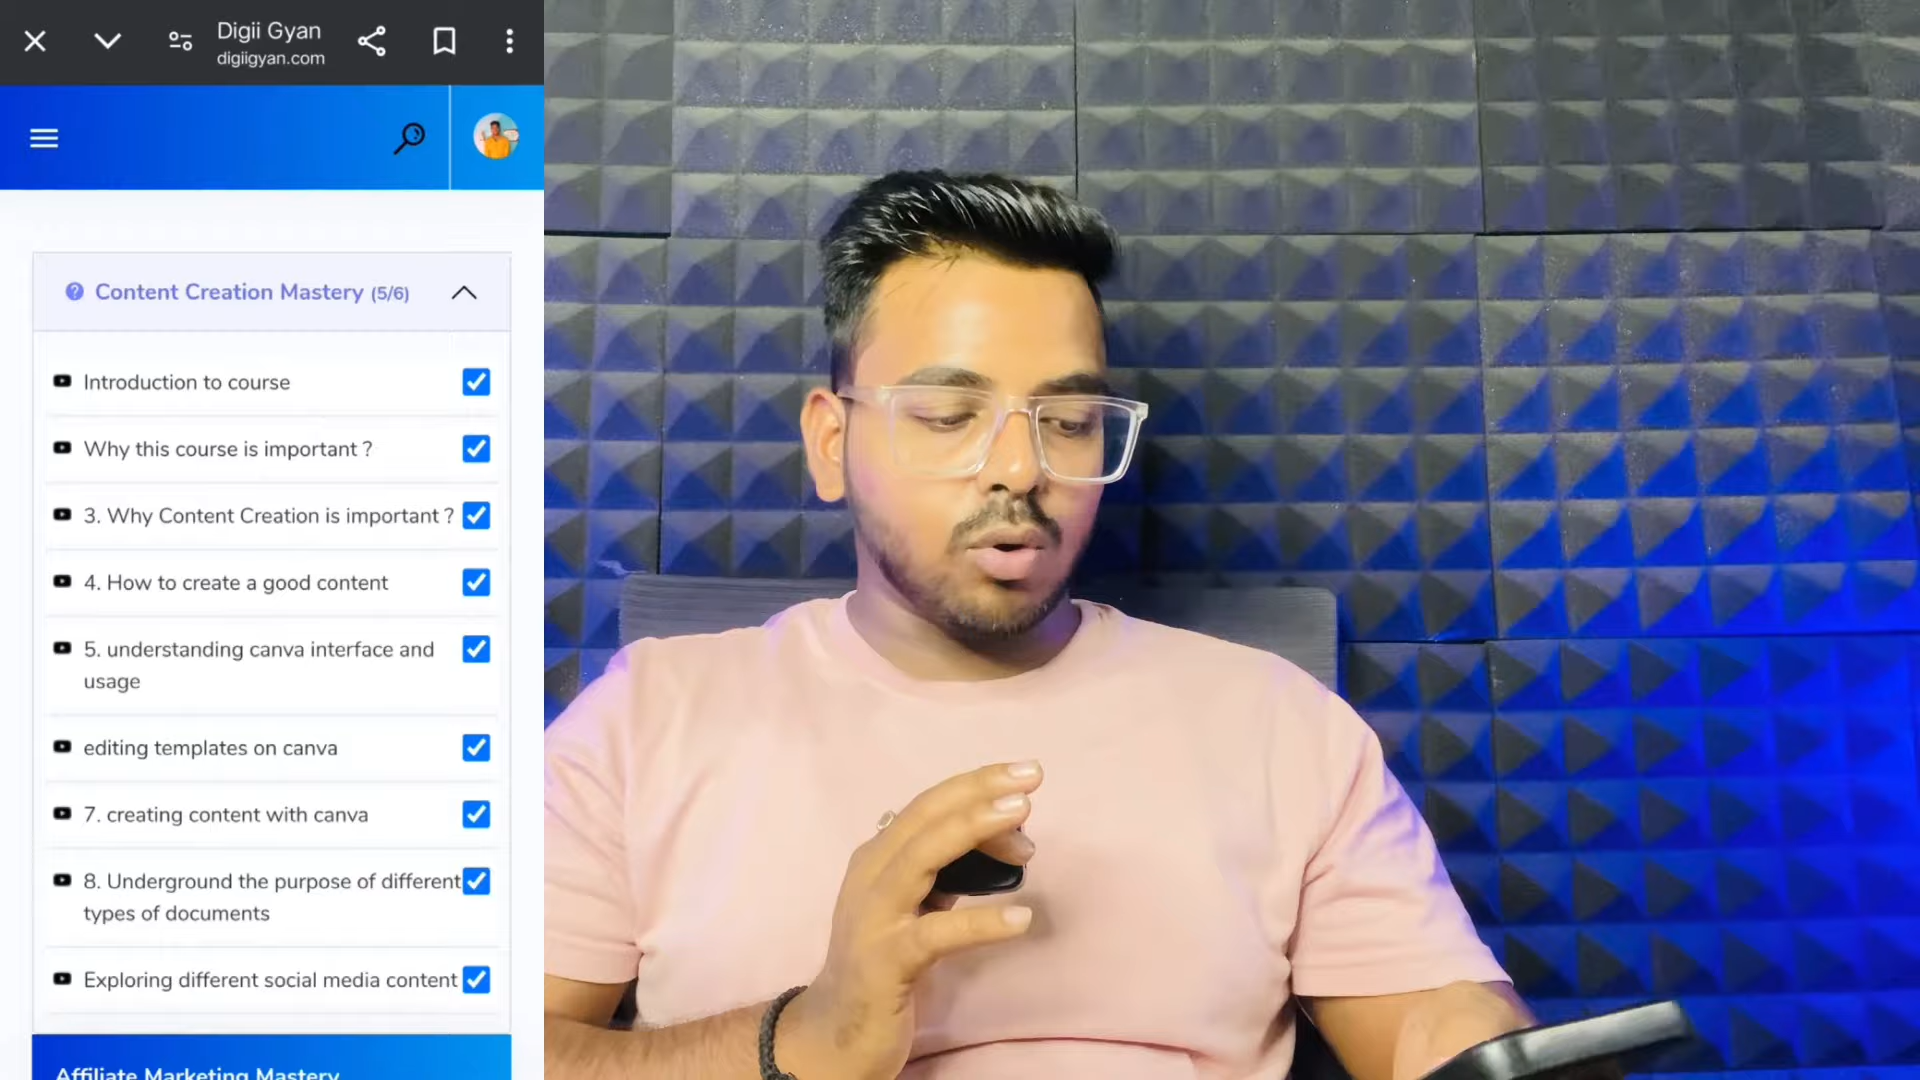 Digii Gyan
digiigyan.com
Content Creation Mastery (5/6)
Introduction to course
Why this course is important ?
3. Why Content Creation is important ?
4. How to create a good content
5. understanding canva interface and
usage
editing templates on canva
7. creating content with canva
8. Underground the purpose of different
types of documents
Exploring different social media content
Affiliate Marketing Mastery